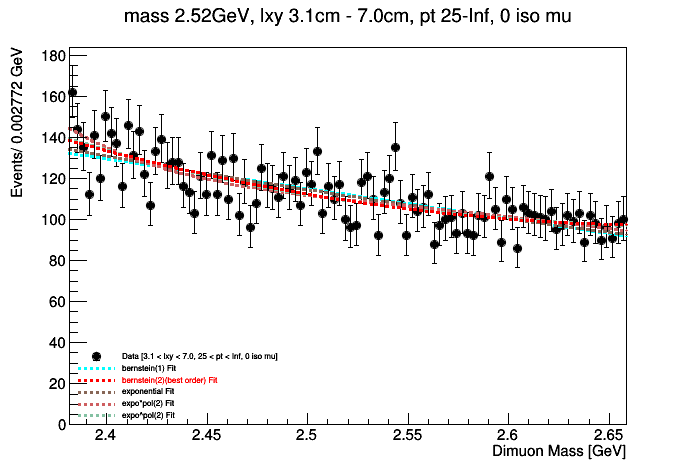 mass 2.52GeV, lxy 3.1cm - 7.0cm, pt 25-Inf, 0 iso mu
Events/ 0.002772 GeV
180
160
140
120
100
80
60
40
20
0
Data [3.1 < lxy < 7.0, 25 < pt < Inf, 0 iso mu]
bernstein(1) Fit
bernstein(2)(best order) Fit
exponential Fit
expo*pol(2) Fit
expo^pol(2) Fit
2.4 2.45 2.5 2.55 2.6 2.65
Dimuon Mass [GeV]